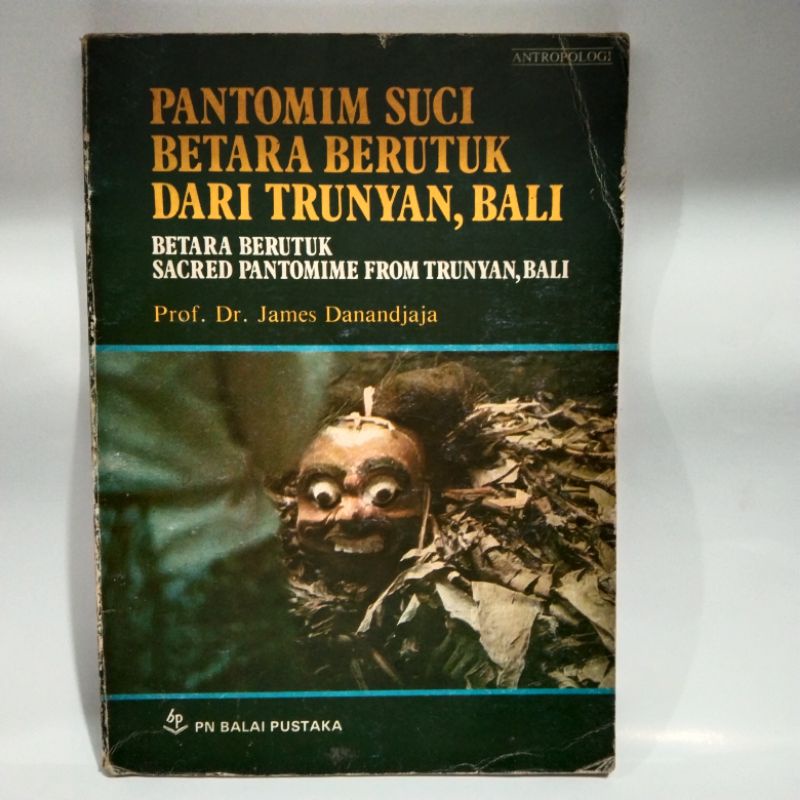 ANTROPOLOGI
PANTOMIM SUCI
BETARA BERUTUK
DARI TRUNYAN, BALI
BETARA BERUTUK
SACRED PANTOMIME FROM TRUNYAN, BALI
Prof. Dr. James Danandjaja
bp
PN BALAI PUSTAKA